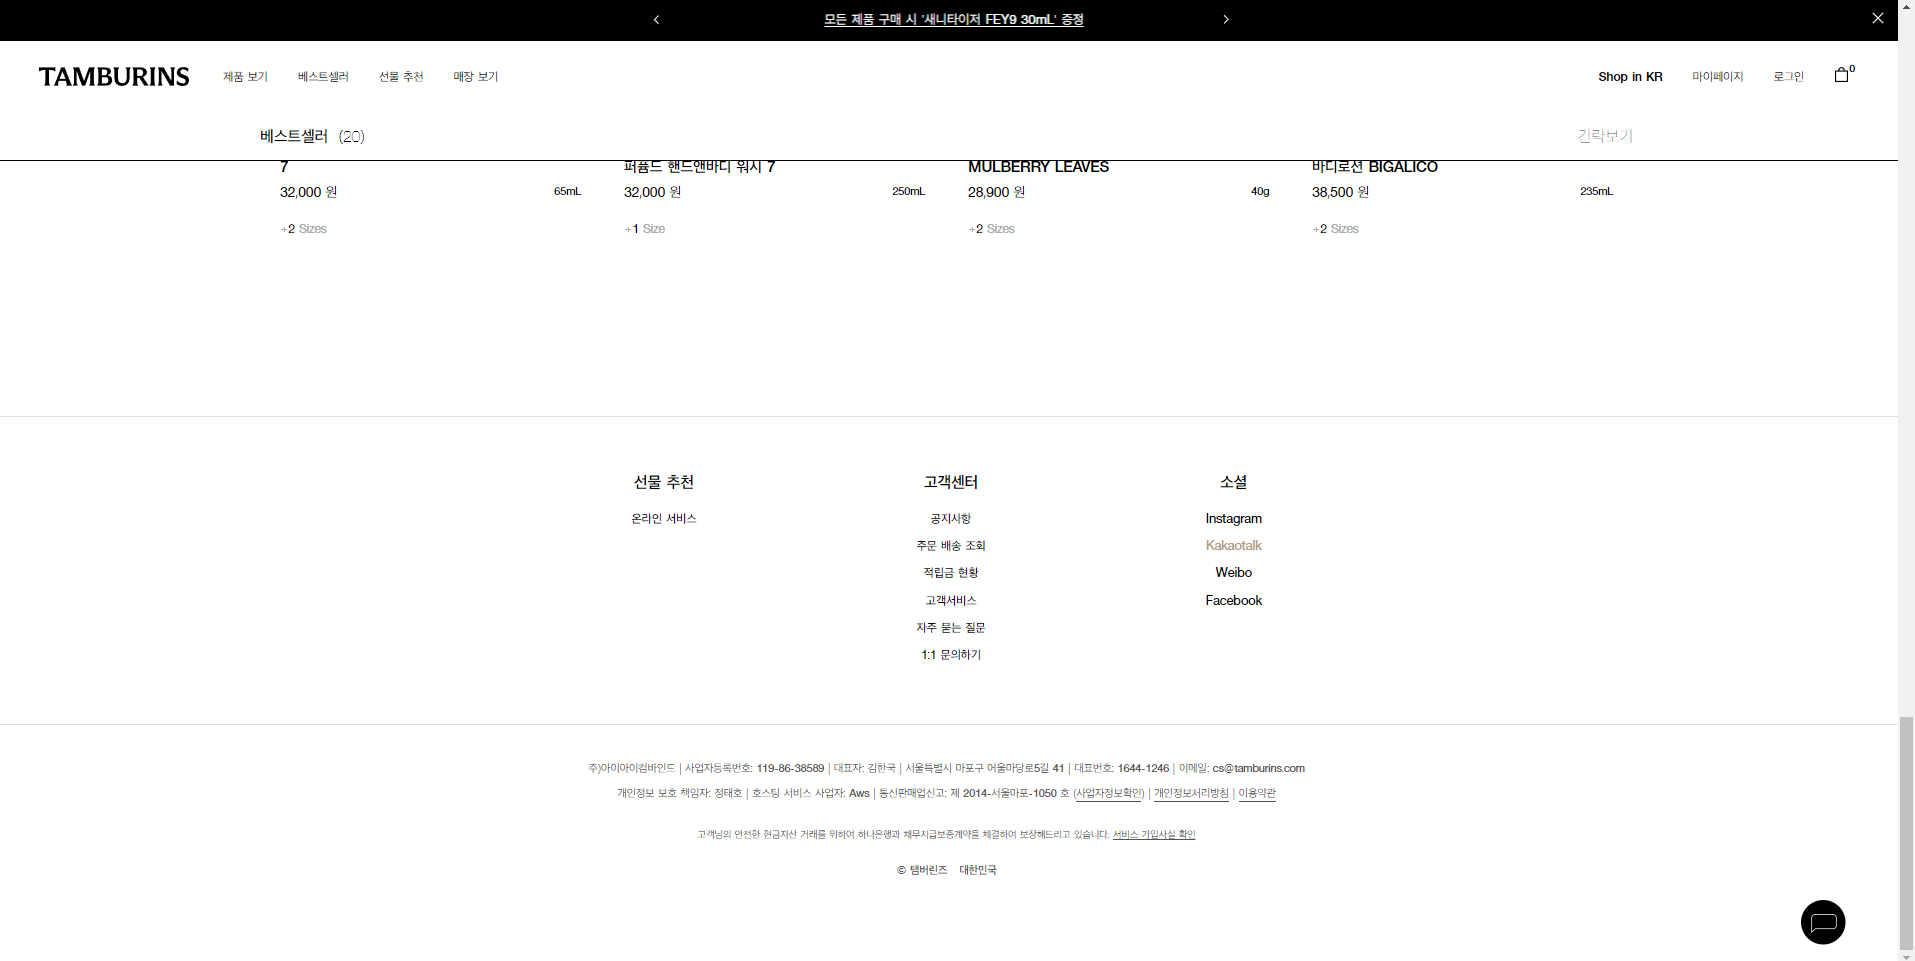 모든 제품 구매 시 '새니타이저 FEY9 30mL' 증정
TAMBURINS 제품 보기 베스트셀러 선물 추천 매장 보기 Shop in KR 마이페이지 로그인 0
베스트셀러 (20) 간략보기
7 퍼퓸드 핸드앤바디 워시 7 MULBERRY LEAVES 바디로션 BIGALICO
32,000 원 65mL 32,000 원 250mL 28,900 원 40g 38,500 원 235mL
+2 Sizes +1 Size +2 Sizes +2 Sizes
선물 추천 고객센터 소셜
온라인 서비스 공지사항 Instagram
주문 배송 조회 Kakaotalk
적립금 현황 Weibo
고객서비스 Facebook
자주 묻는 질문
1:1 문의하기
주)아이아이컴바인드 | 사업자등록번호: 119-86-38589 | 대표자: 김한국 | 서울특별시 마포구 어울마당로5길 41 | 대표번호: 1644-1246 | 이메일: cs@tamburins.com
개인정보 보호 책임자: 정태호 | 호스팅 서비스 사업자: Aws | 통신판매업신고: 제 2014-서울마포-1050 호 (사업자정보확인) | 개인정보처리방침 | 이용약관
고객님의 안전한 현금자산 거래를 위하여 하나은행과 채무지급보증계약을 체결하여 보장해드리고 있습니다. 서비스 가입사실 확인
© 탬버린즈 대한민국